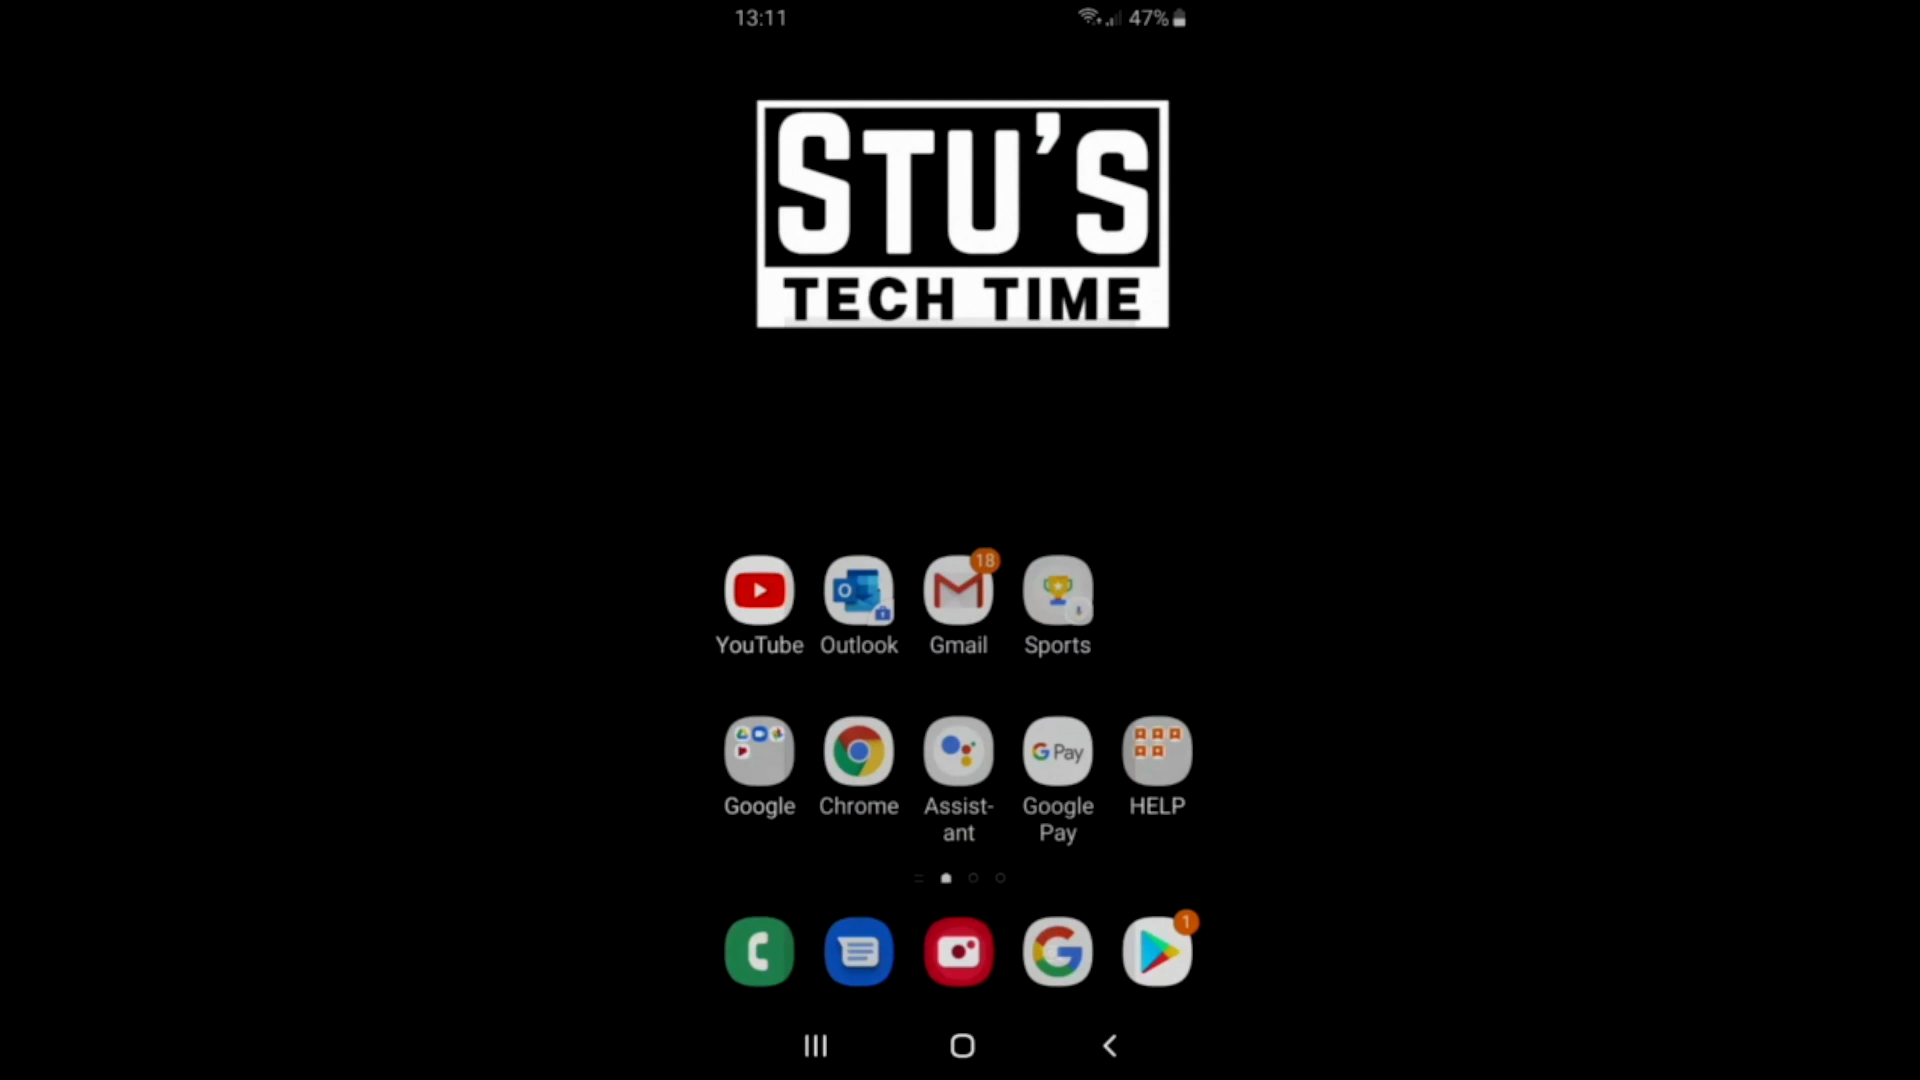 13:11 47%
STU'S
TECH TIME
18
YouTube Outlook Gmail Sports
G Pay
Google Chrome Assist- Google HELP
ant Pay
1